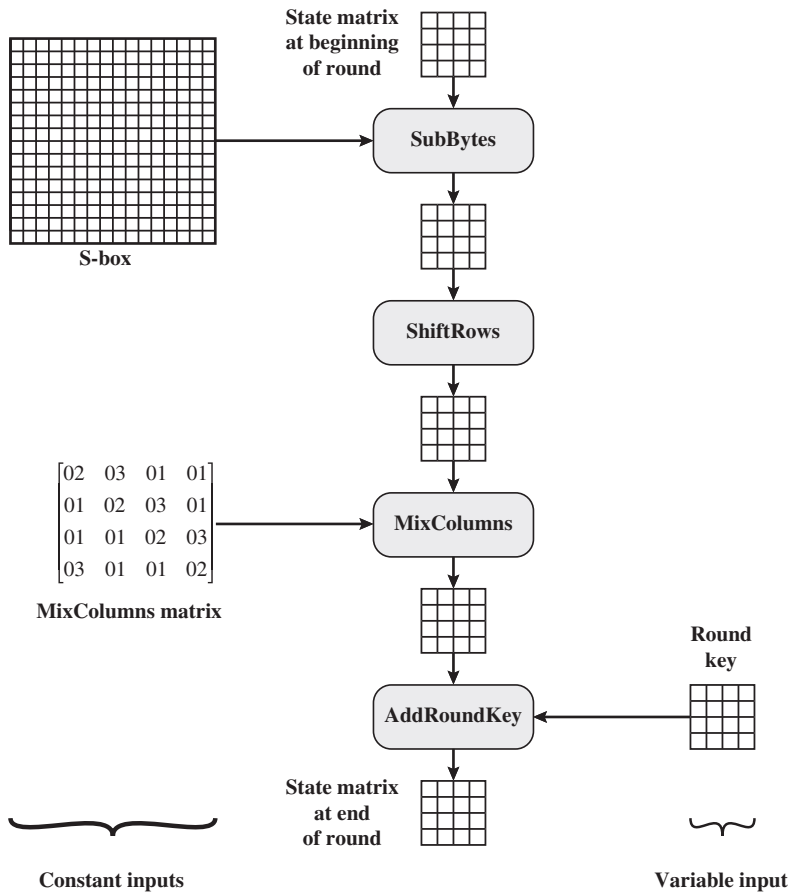 State matrix
at beginning
of round
SubBytes
S-box
ShiftRows
02 03 01 01
01 02 03 01
01 01 02 03
03 01 01 02
MixColumns matrix
MixColumns
Round
key
AddRoundKey
State matrix
at end
of round
Constant inputs
Variable input